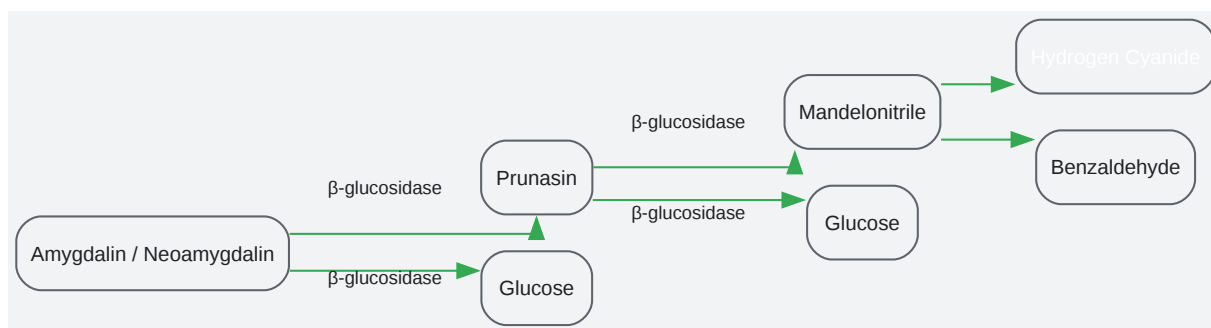 Hydrogen Cyanide
Mandelonitrile
β-glucosidase
Benzaldehyde
Prunasin
β-glucosidase
β-glucosidase
Glucose
Amygdalin / Neoamygdalin
β-glucosidase
Glucose